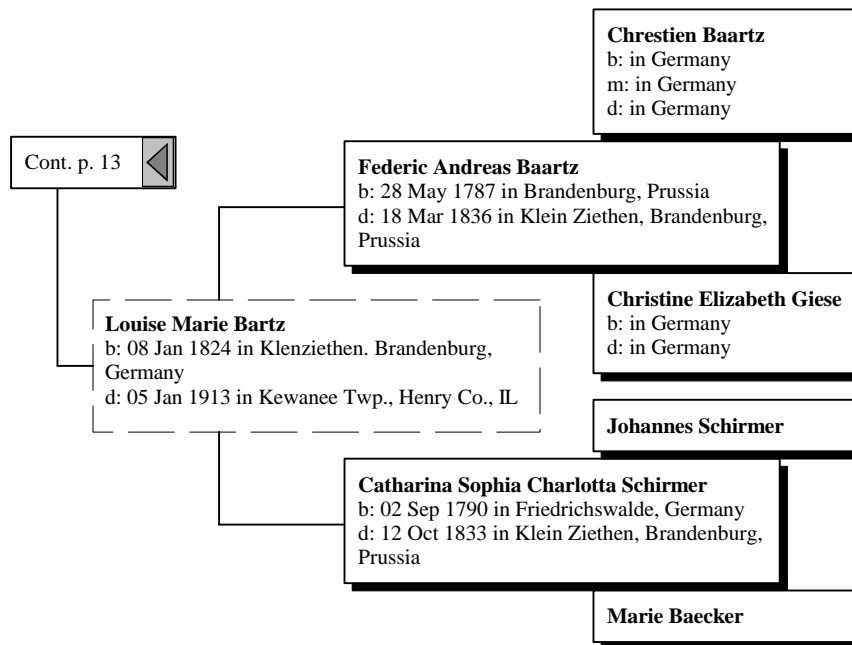 Chrestien Baartz
b: in Germany
m: in Germany
d: in Germany
Cont. p. 13
Federic Andreas Baartz
b: 28 May 1787 in Brandenburg, Prussia
d: 18 Mar 1836 in Klein Ziethen, Brandenburg,
Prussia
Christine Elizabeth Giese
b: in Germany
d: in Germany
Louise Marie Bartz
b: 08 Jan 1824 in Klenziethen. Brandenburg,
Germany
d: 05 Jan 1913 in Kewanee Twp., Henry Co., IL
Johannes Schirmer
Catharina Sophia Charlotta Schirmer
b: 02 Sep 1790 in Friedrichswalde, Germany
d: 12 Oct 1833 in Klein Ziethen, Brandenburg,
Prussia
Marie Baecker